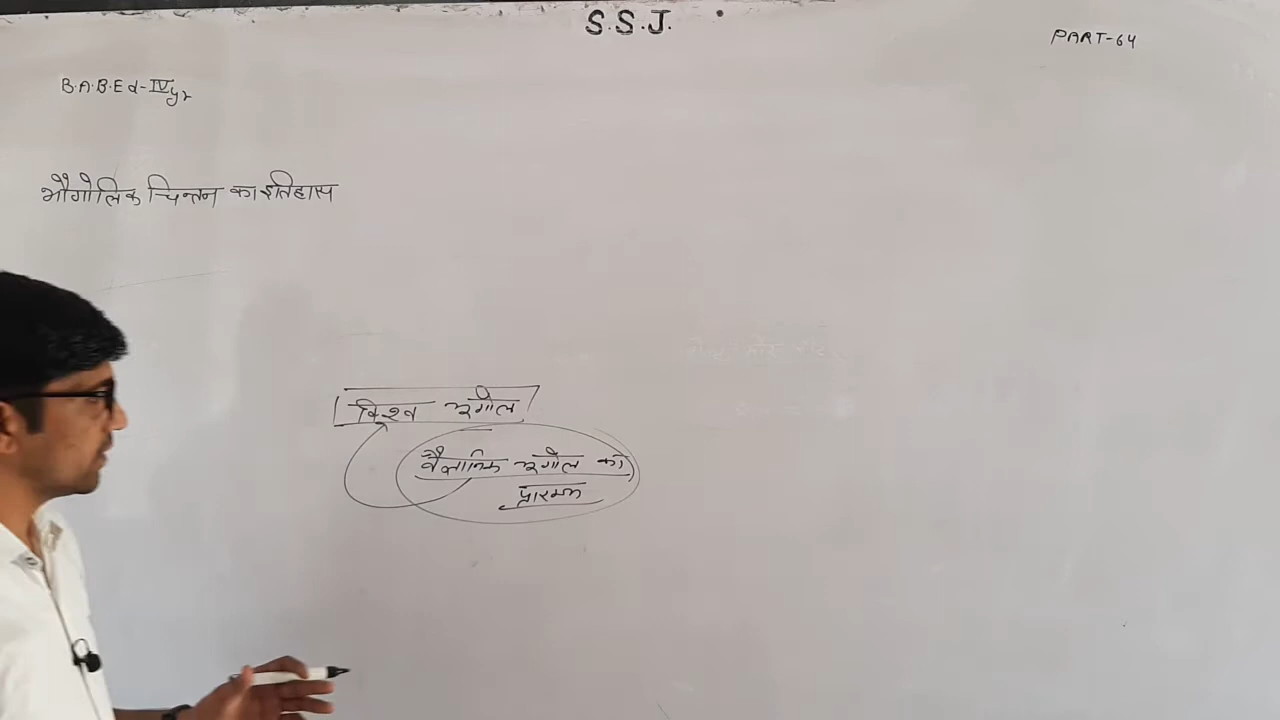 S.S.J.
PART-64
B.A.B.Ed-IVyr
भौगोलिक चिन्तन का इतिहास
विश्व भूगोल
वैज्ञानिक भूगोल का
प्रारम्भ